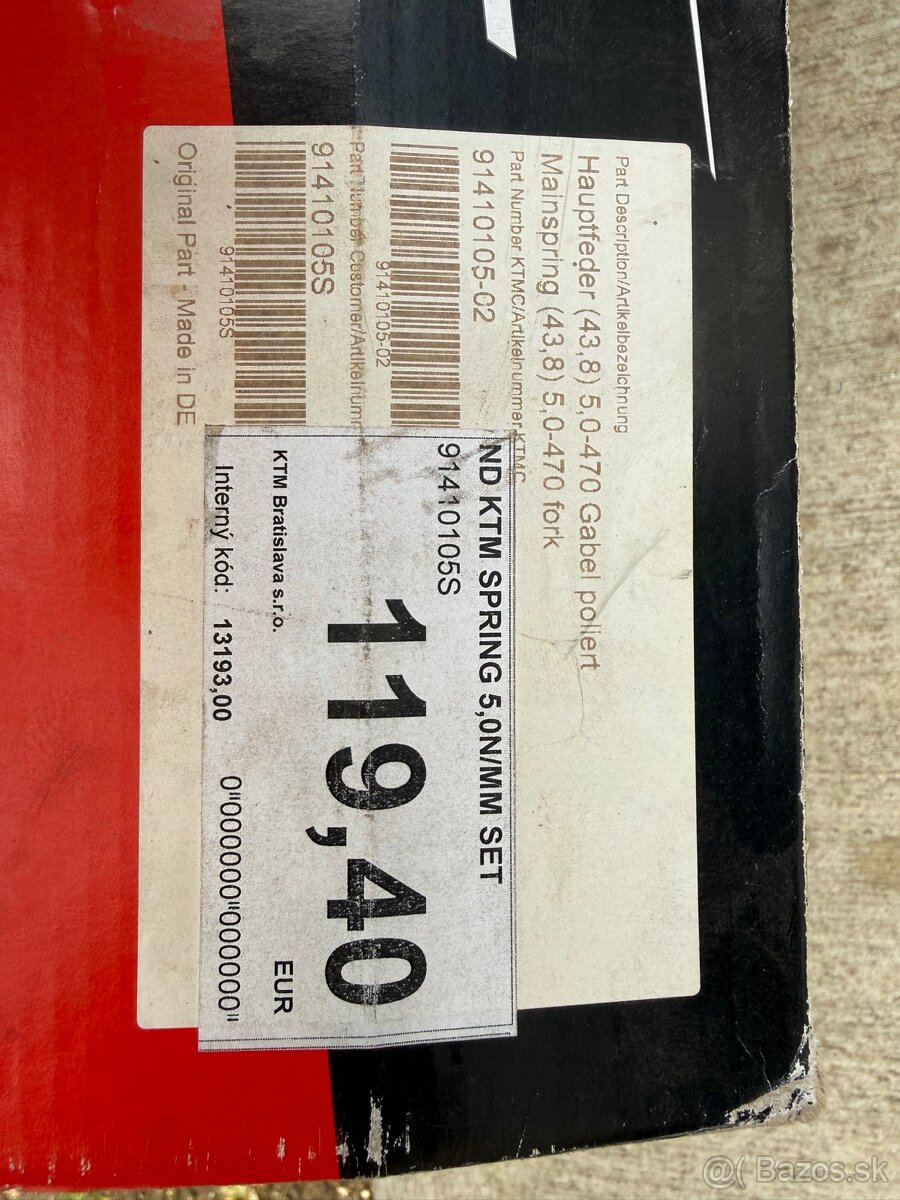 Part Description/Artikelbezeichnung
Hauptfeder (43,8) 5,0-470 Gabel poliert
Mainspring (43,8) 5,0-470 fork
Part Number KTMC/Artikelnummer KTMC
91410105-02
91410105-02
Part Number Customer/Artikelnumm
91410105S
91410105S
Original Part - Made in DE
ND KTM SPRING 5,0N/MM SET
91410105S
119,40
KTM Bratislava s.r.o.
EUR
Interný kód: 13193,00
0"000000"000000"
@( Bazos.sk